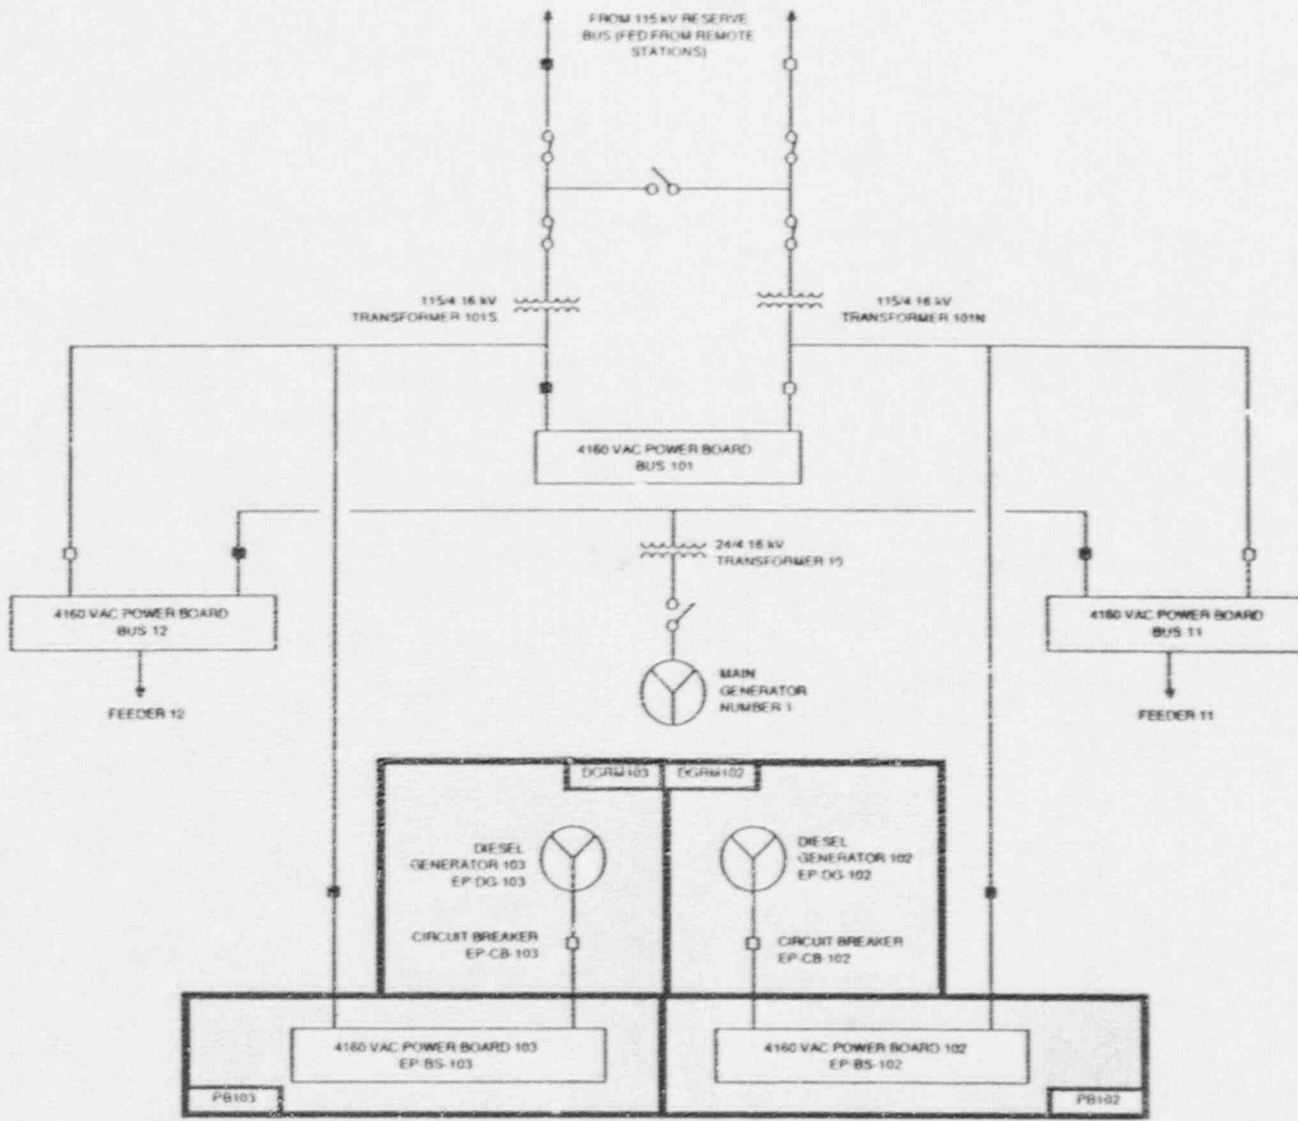 FROM 115 kV RESERVE
BUS (FED FROM REMOTE
STATIONS)
115/4.16 kV
TRANSFORMER 101S
115/4.16 kV
TRANSFORMER 101N
4160 VAC POWER BOARD
BUS 101
24/4.16 kV
TRANSFORMER 10
4160 VAC POWER BOARD
BUS 12
4160 VAC POWER BOARD
BUS 11
FEEDER 12
FEEDER 11
MAIN
GENERATOR
NUMBER 1
DGRM103
DGRM102
DIESEL
GENERATOR 103
EP-DG-103
DIESEL
GENERATOR 102
EP-DG-102
CIRCUIT BREAKER
EP-CB-103
CIRCUIT BREAKER
EP-CB-102
4160 VAC POWER BOARD 103
EP-BS-103
4160 VAC POWER BOARD 102
EP-BS-102
PB103
PB102